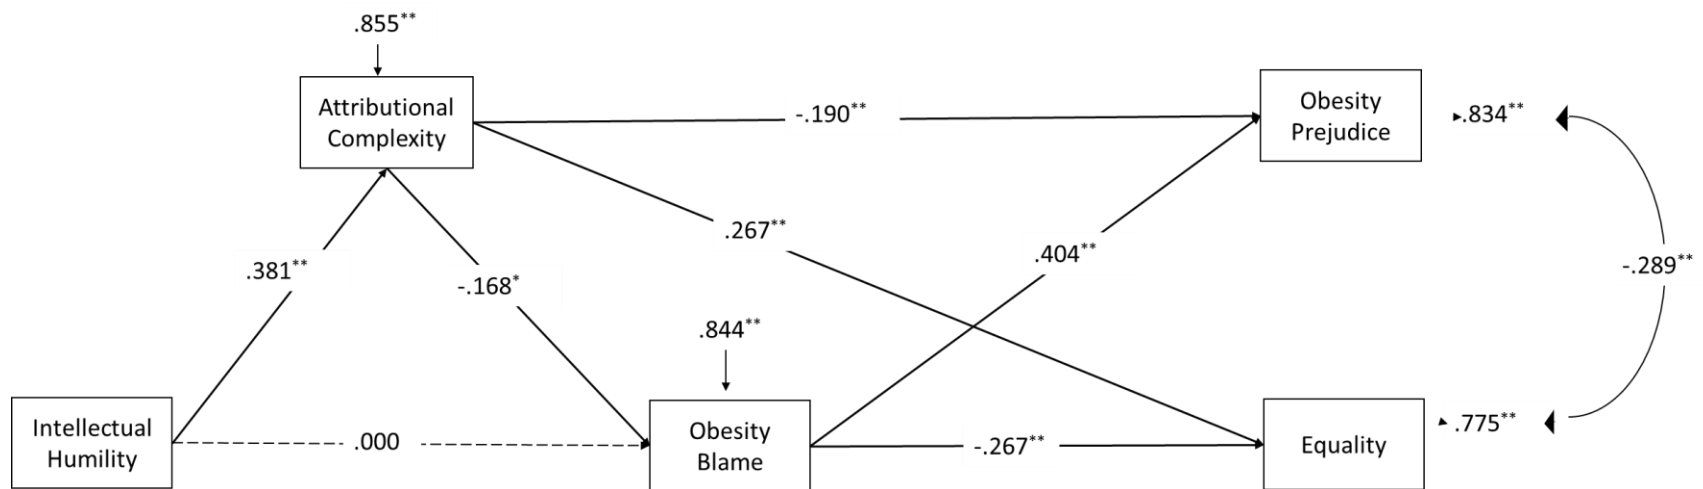 .855**
Attributional
Complexity
-.190**
Obesity
Prejudice
.834**
.267**
.404**
-.289**
.381**
-.168*
.844**
Intellectual
Humility
.000
Obesity
Blame
-.267**
Equality
.775**